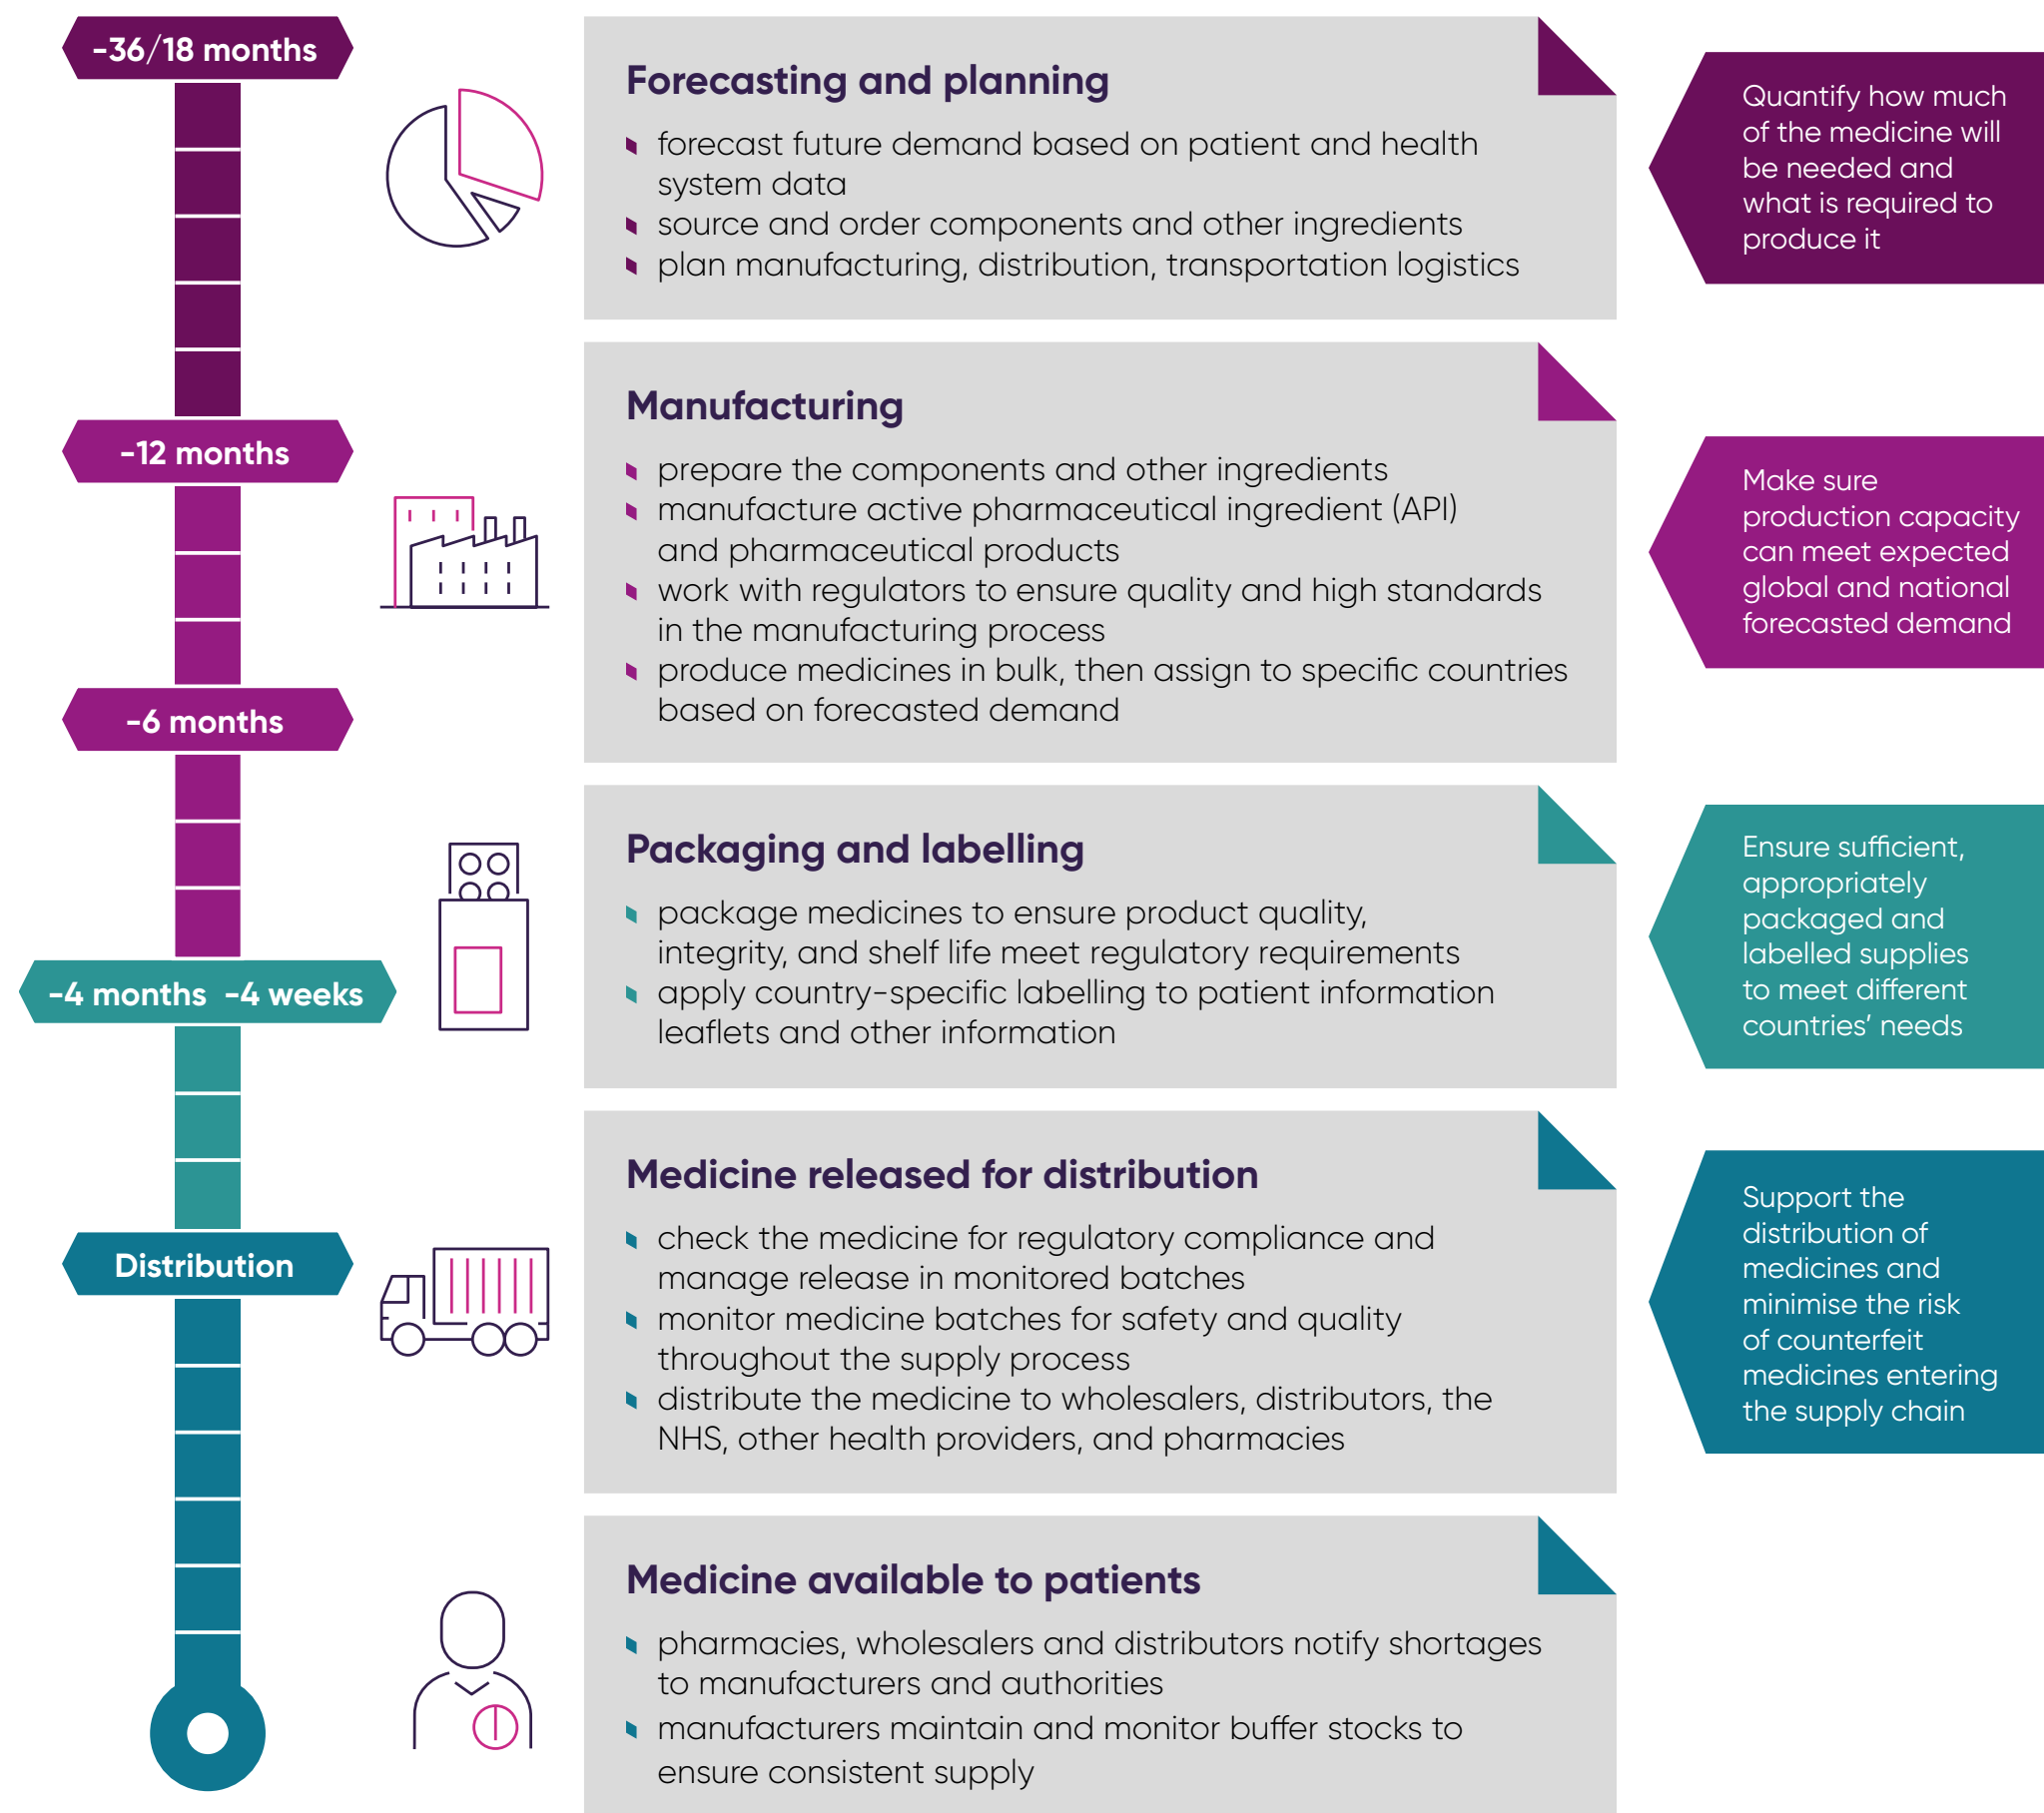 -36/18 months
Forecasting and planning
forecast future demand based on patient and health
system data
source and order components and other ingredients
plan manufacturing, distribution, transportation logistics
Quantify how much
of the medicine will
be needed and
what is required to
produce it
-12 months
Manufacturing
prepare the components and other ingredients
manufacture active pharmaceutical ingredient (API)
and pharmaceutical products
work with regulators to ensure quality and high standards
in the manufacturing process
produce medicines in bulk, then assign to specific countries
based on forecasted demand
Make sure
production capacity
can meet expected
global and national
forecasted demand
-6 months
Packaging and labelling
package medicines to ensure product quality,
integrity, and shelf life meet regulatory requirements
apply country-specific labelling to patient information
leaflets and other information
Ensure sufficient,
appropriately
packaged and
labelled supplies
to meet different
countries’ needs
-4 months -4 weeks
Medicine released for distribution
check the medicine for regulatory compliance and
manage release in monitored batches
monitor medicine batches for safety and quality
throughout the supply process
distribute the medicine to wholesalers, distributors, the
NHS, other health providers, and pharmacies
Support the
distribution of
medicines and
minimise the risk
of counterfeit
medicines entering
the supply chain
Distribution
Medicine available to patients
pharmacies, wholesalers and distributors notify shortages
to manufacturers and authorities
manufacturers maintain and monitor buffer stocks to
ensure consistent supply